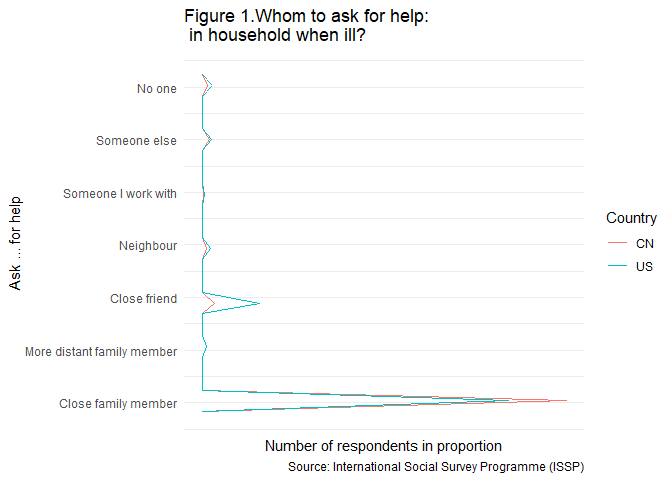 Figure 1.Whom to ask for help:
in household when ill?
Ask ... for help
No one
Someone else
Someone I work with
Neighbour
Close friend
More distant family member
Close family member
Country
CN
US
Number of respondents in proportion
Source: International Social Survey Programme (ISSP)